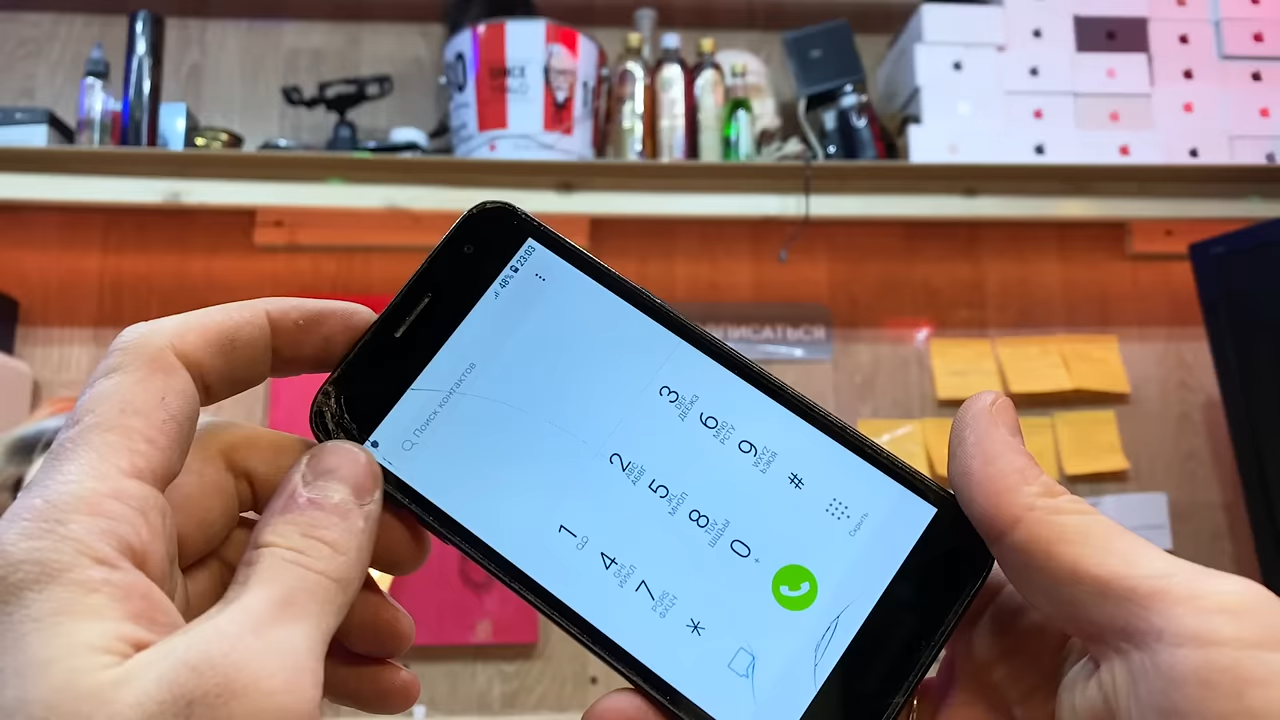 48% 23:03
Поиск контактов
1
2
ABC
АБВГ
3
DEF
ДЕЁЖЗ
4
GHI
ИЙКЛ
5
JKL
МНОП
6
MNO
РСТУ
7
PQRS
ФХЦЧ
8
TUV
ШЩЪЫ
9
WXYZ
ЬЭЮЯ
*
0
+
#
Скрыть